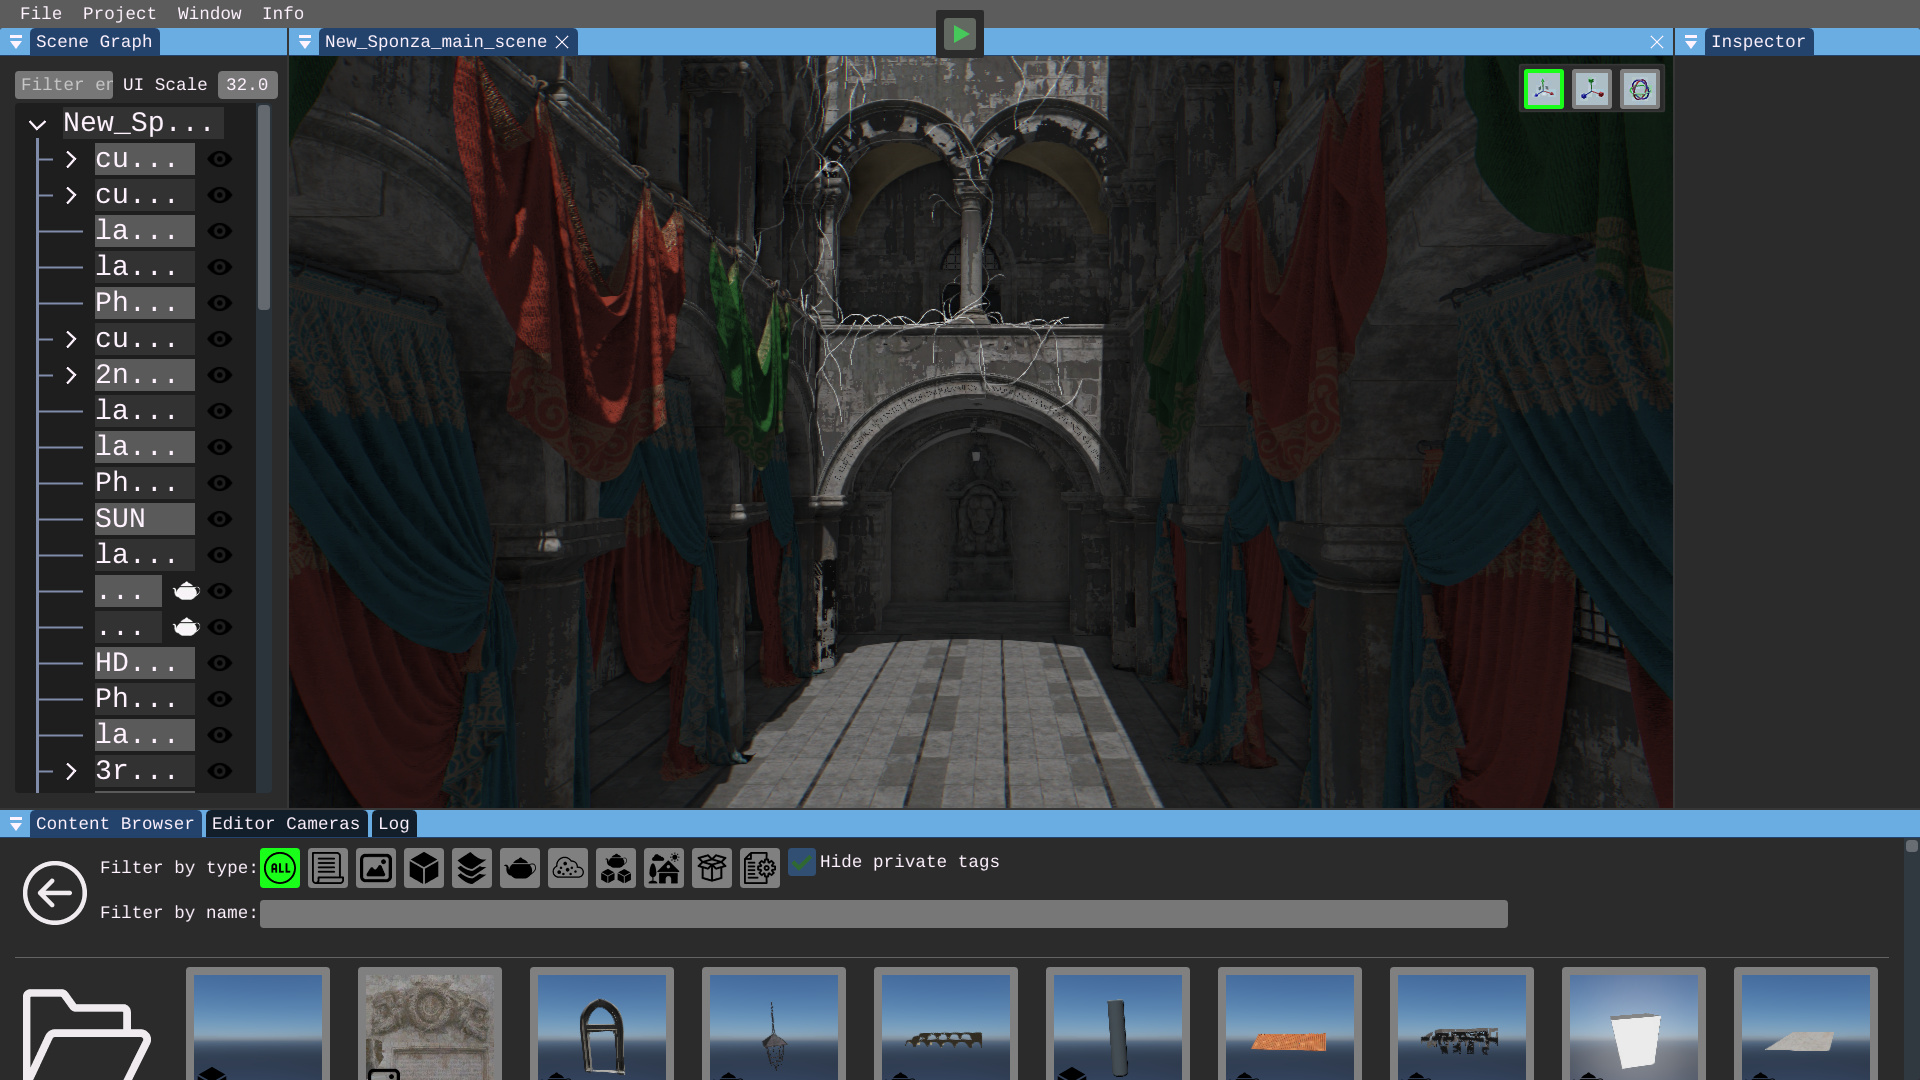 File Project Window Info
Scene Graph
New_Sponza_main_scene
Inspector
Filter er
UI Scale 32.0
New_Sp...
cu...
cu...
la...
la...
Ph...
cu...
2n...
la...
la...
Ph...
SUN
la...
...
...
HD...
Ph...
la...
3r...
Content Browser Editor Cameras Log
Filter by type: ALL Hide private tags
Filter by name: